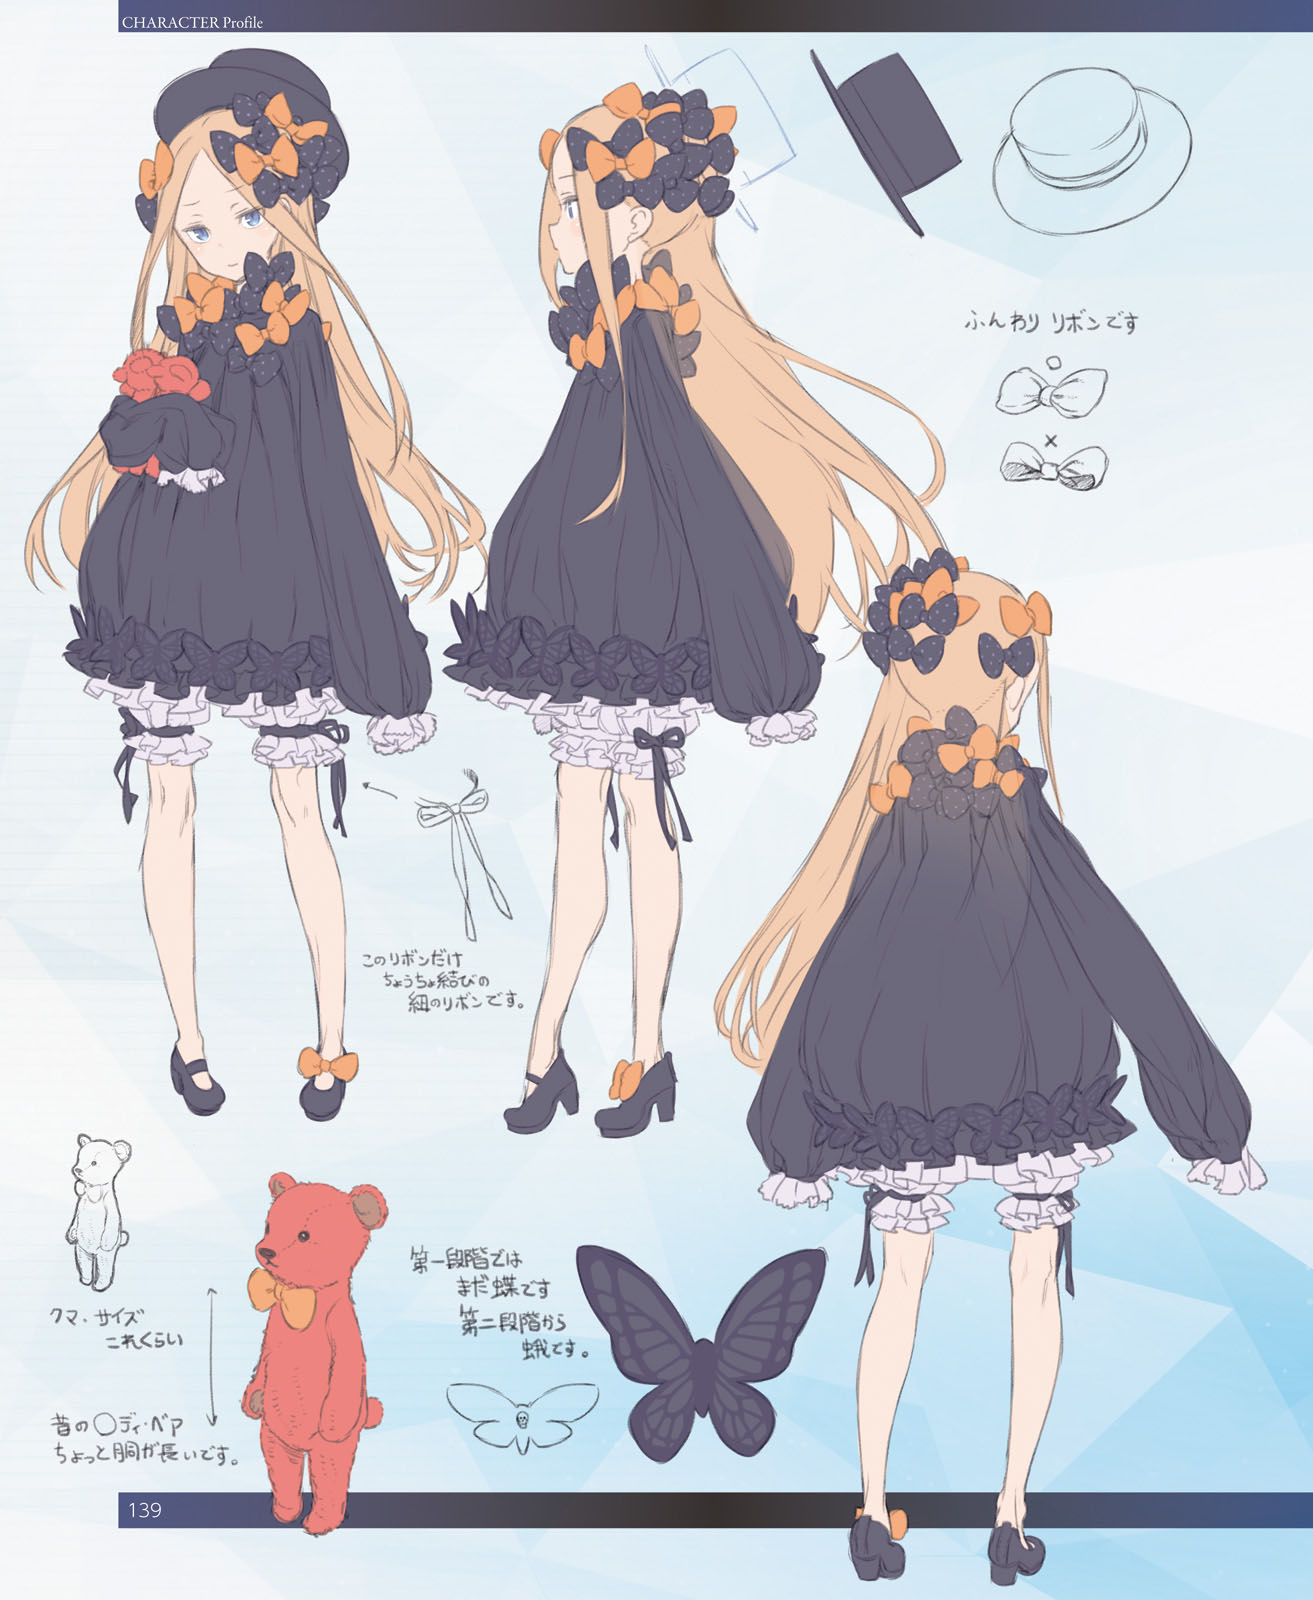 CHARACTER Profile
ふんわり リボンです
○
×
このリボンだけ
ちょうちょ結びの
紐のリボンです。
クマ・サイズ
これくらい
昔の○ディ・ベア
ちょっと胴が長いです。
第一段階では
まだ蝶です
第二段階から
蛾です。
139